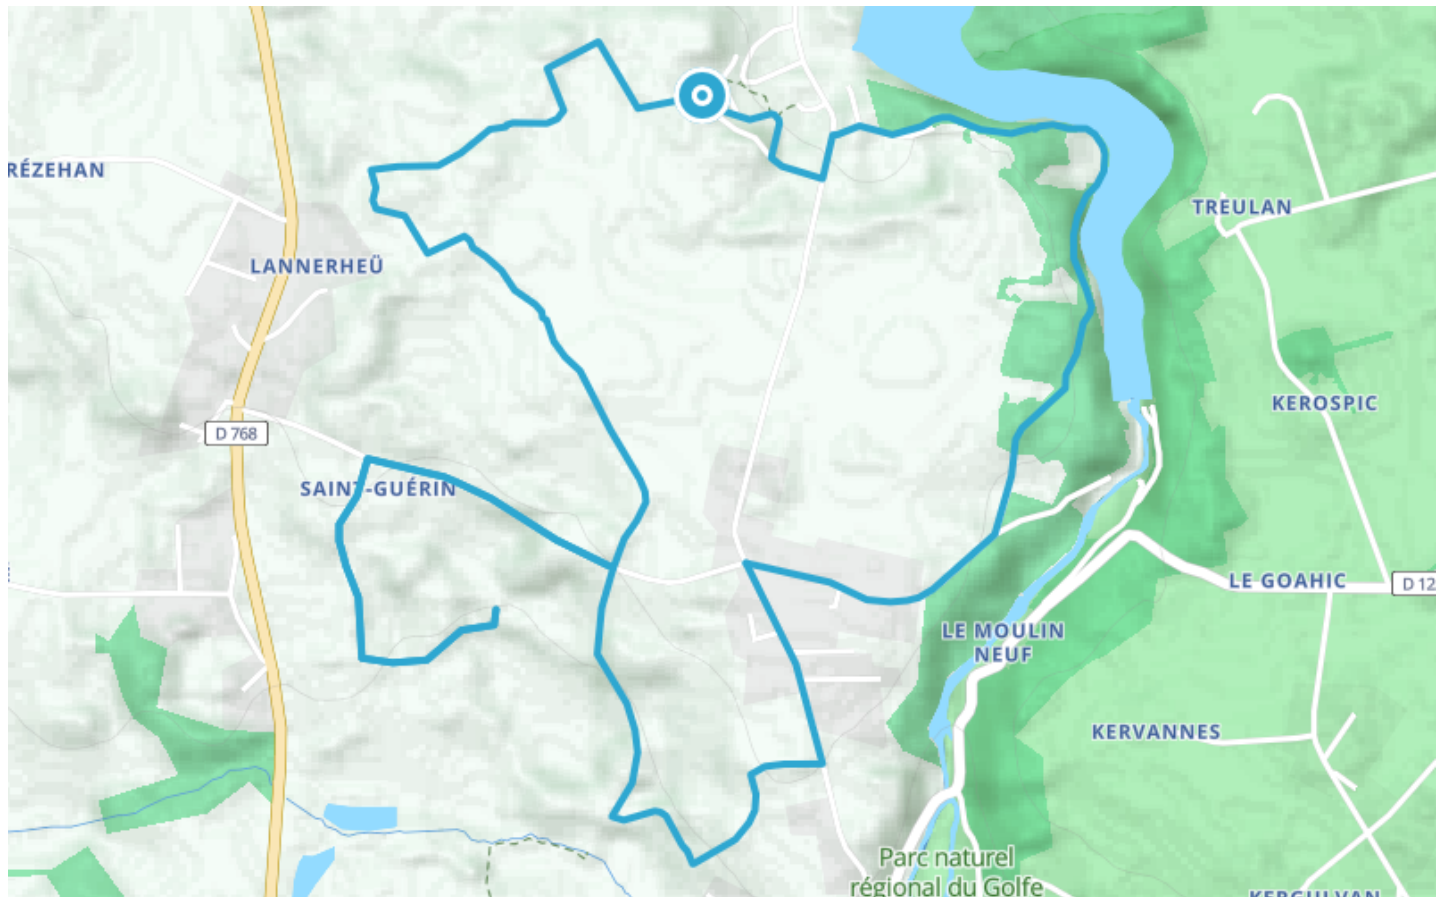 RÉZEHAN
TREULAN
LANNERHEÜ
KEROSPIC
D 768
SAINT-GUÉRIN
LE GOAHIC
D 12
LE MOULIN
NEUF
KERVANNES
Parc naturel
régional du Golfe
KERGULVAN